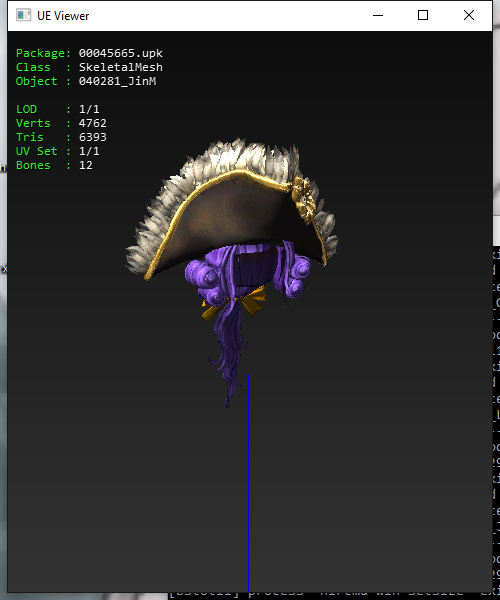 UE Viewer
Package: 00045665.upk
Class : SkeletalMesh
Object : 040281_JinM
LOD : 1/1
Verts : 4762
Tris : 6393
UV Set : 1/1
Bones : 12